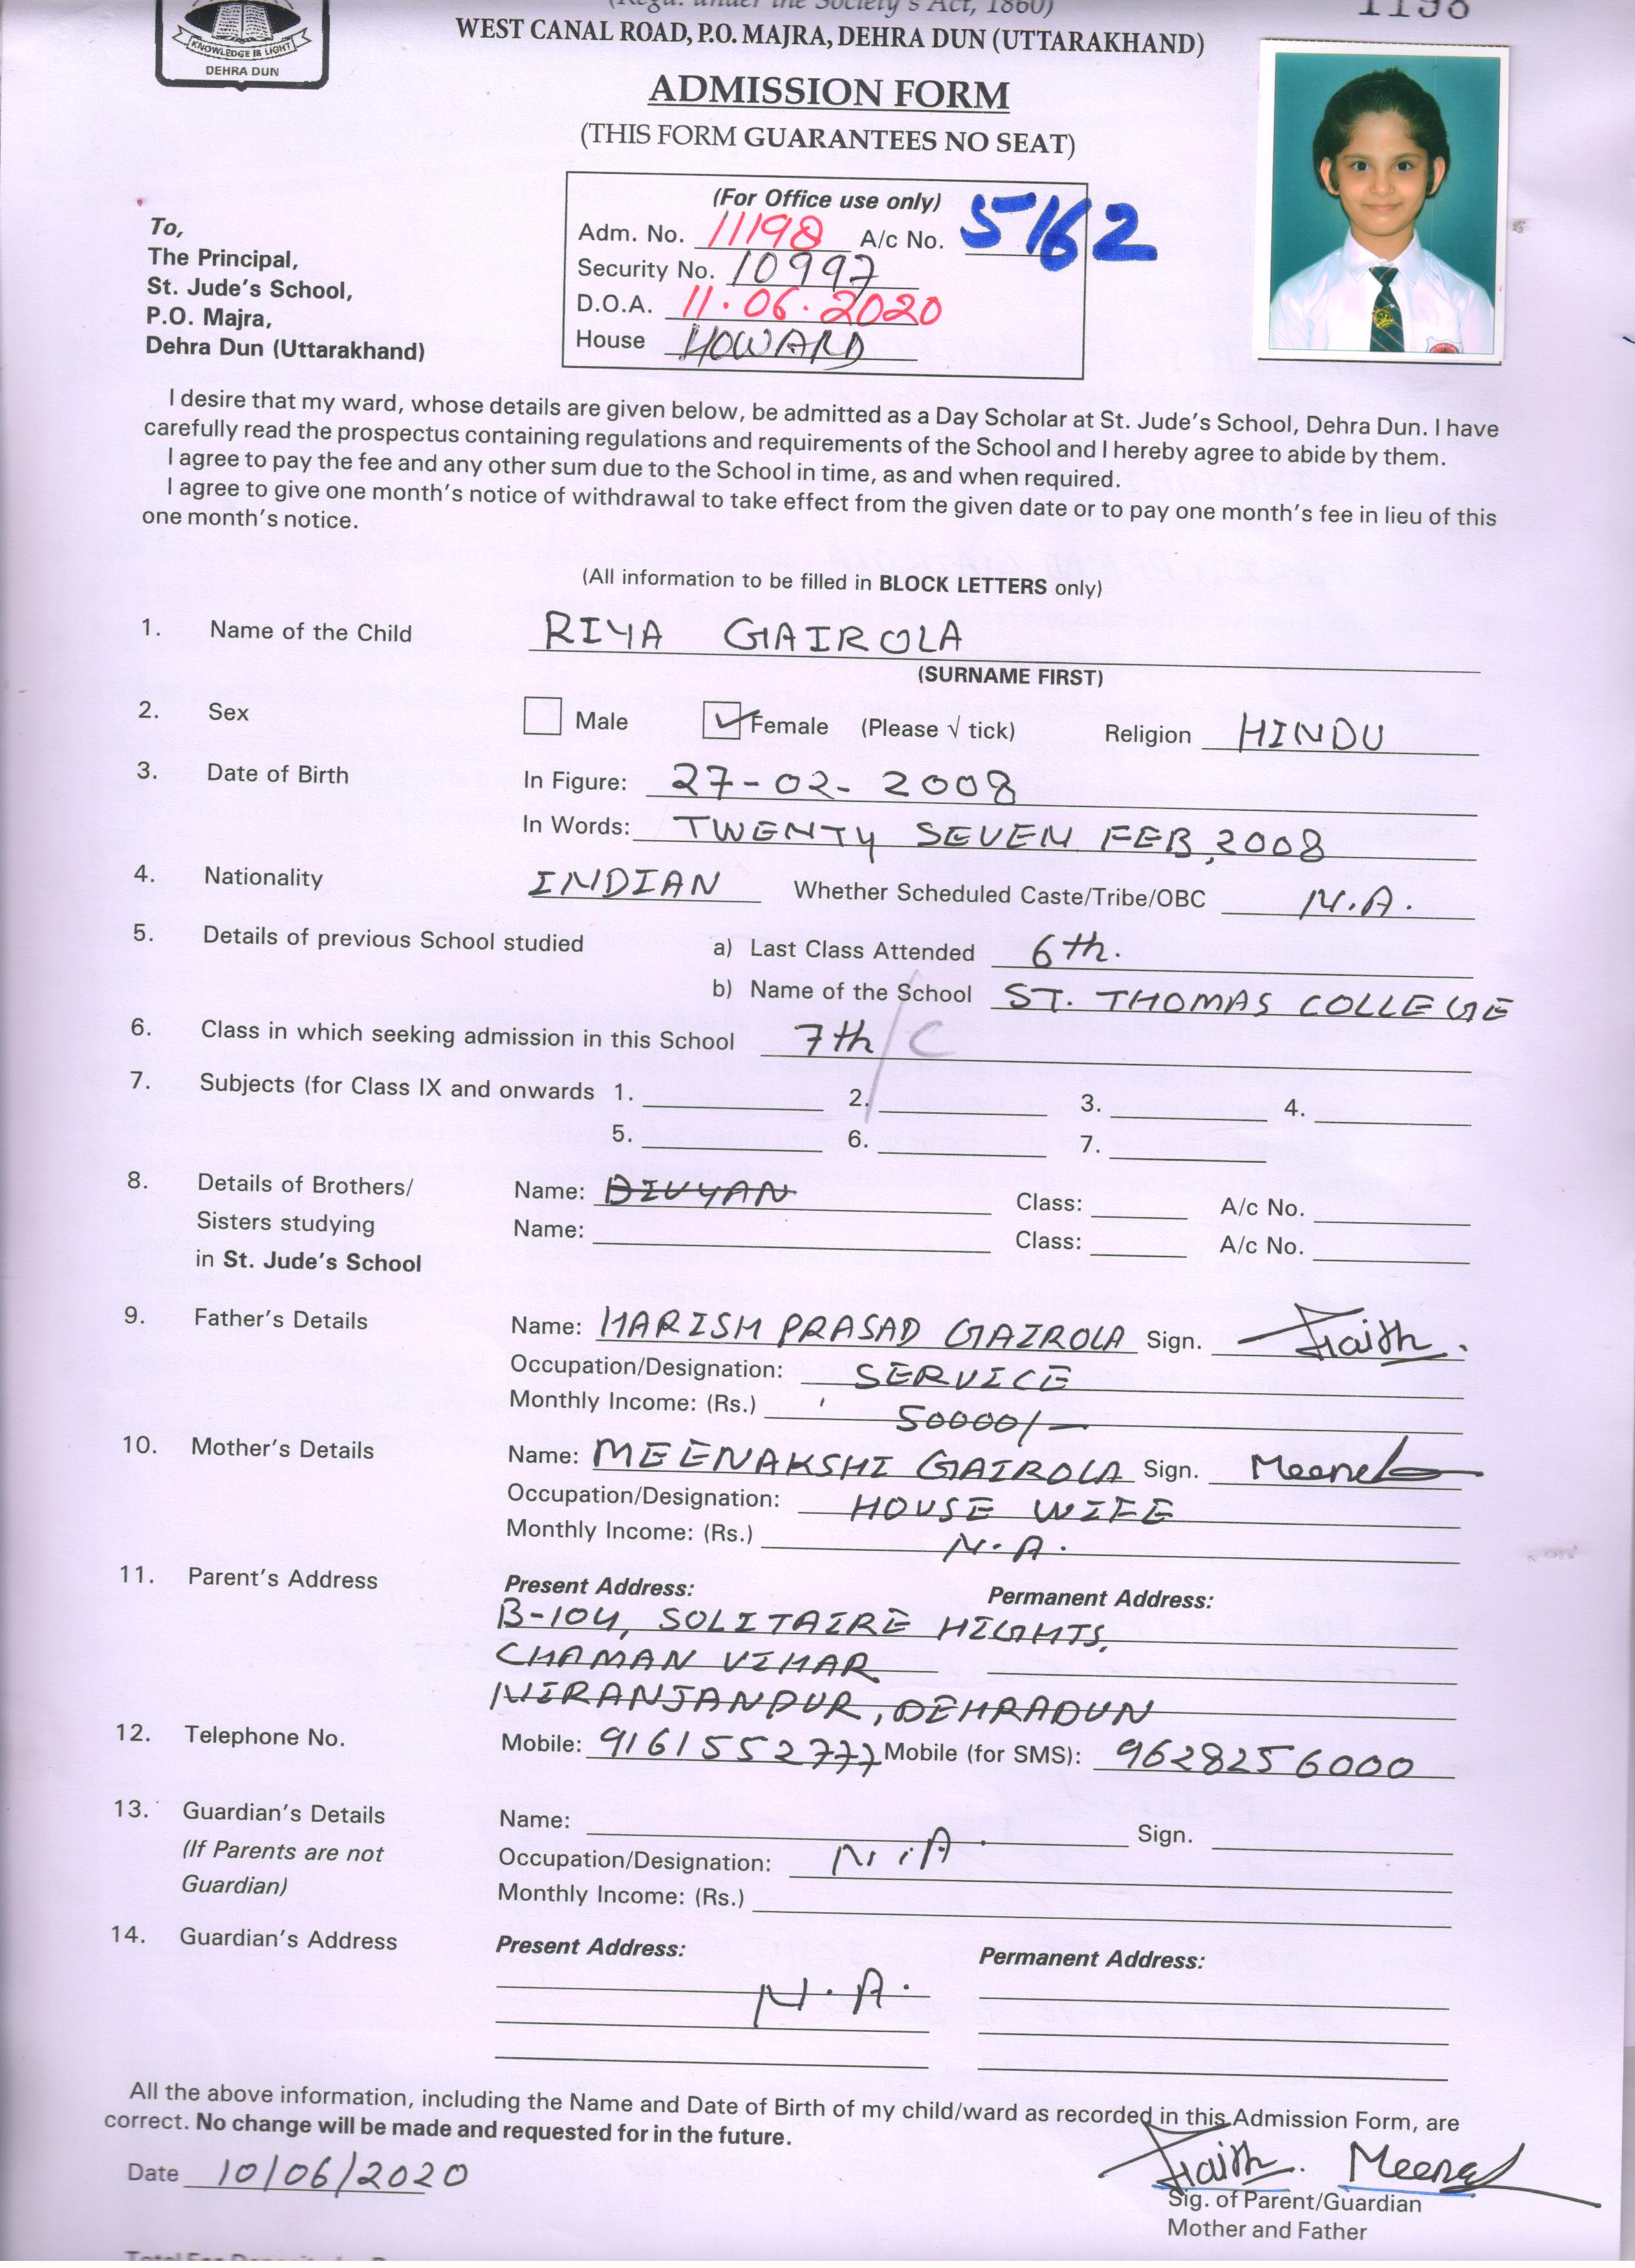 (Regd. under the Society's Act, 1860)
1198
WEST CANAL ROAD, P.O. MAJRA, DEHRA DUN (UTTARAKHAND)
KNOWLEDGE IS LIGHT
DEHRA DUN
ADMISSION FORM
(THIS FORM GUARANTEES NO SEAT)
(For Office use only)
Adm. No. 11198 A/c No. 5162
Security No. 10997
D.O.A. 11.06.2020
House HOWARD
To,
The Principal,
St. Jude's School,
P.O. Majra,
Dehra Dun (Uttarakhand)
I desire that my ward, whose details are given below, be admitted as a Day Scholar at St. Jude's School, Dehra Dun. I have
carefully read the prospectus containing regulations and requirements of the School and I hereby agree to abide by them.
I agree to pay the fee and any other sum due to the School in time, as and when required.
I agree to give one month's notice of withdrawal to take effect from the given date or to pay one month's fee in lieu of this
one month's notice.
(All information to be filled in BLOCK LETTERS only)
1. Name of the Child RIYA GAIROLA
(SURNAME FIRST)
2. Sex Male Female (Please √ tick) Religion HINDU
3. Date of Birth In Figure: 27-02-2008
In Words: TWENTY SEVEN FEB, 2008
4. Nationality INDIAN Whether Scheduled Caste/Tribe/OBC N.A.
5. Details of previous School studied a) Last Class Attended 6th.
b) Name of the School ST. THOMAS COLLEGE
6. Class in which seeking admission in this School 7th/C
7. Subjects (for Class IX and onwards 1. 2. 3. 4.
5. 6. 7.
8. Details of Brothers/ Name: DIVYAN Class: A/c No.
Sisters studying Name: Class: A/c No.
in St. Jude's School
9. Father's Details Name: HARISH PRASAD GAIROLA Sign.
Occupation/Designation: SERVICE
Monthly Income: (Rs.) 50000/-
10. Mother's Details Name: MEENAKSHI GAIROLA Sign.
Occupation/Designation: HOUSE WIFE
Monthly Income: (Rs.) N.A.
11. Parent's Address Present Address: Permanent Address:
B-104, SOLITAIRE HIGHTS,
CHAMAN VIHAR
NIRANJANPUR, DEHRADUN
12. Telephone No. Mobile: 9161552777 Mobile (for SMS): 9628256000
13. Guardian's Details Name: Sign.
(If Parents are not Occupation/Designation: N.A.
Guardian) Monthly Income: (Rs.)
14. Guardian's Address Present Address: Permanent Address:
N.A.
All the above information, including the Name and Date of Birth of my child/ward as recorded in this Admission Form, are
correct. No change will be made and requested for in the future.
Date 10/06/2020
Sig. of Parent/Guardian
Mother and Father